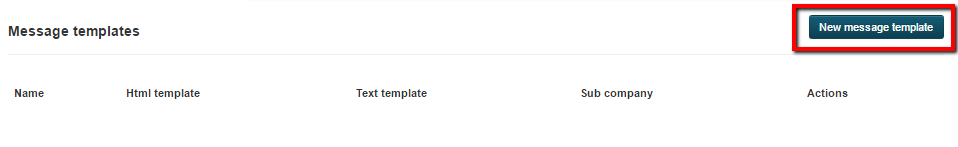 Message templates
New message template
Name Html template Text template Sub company Actions